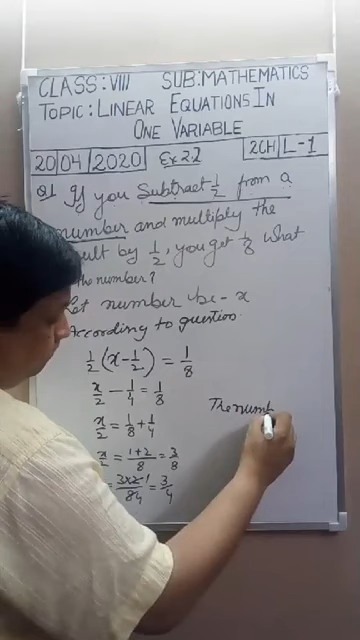 CLASS: VIII SUB: MATHEMATICS
TOPIC: LINEAR EQUATIONS IN
ONE VARIABLE
20|04|2020 Ex 2.2 2CH|L-1
Q1 If you Subtract 1/2 from a
number and multiply the
by 1/2, you get 1/8 What
the number?
Let number be - x
According to question
1/2 (x - 1/2) = 1/8
x/2 - 1/4 = 1/8
x/2 = 1/8 + 1/4
x/2 = (1+2)/8 = 3/8
= 3x2/8 4 = 3/4
The numb